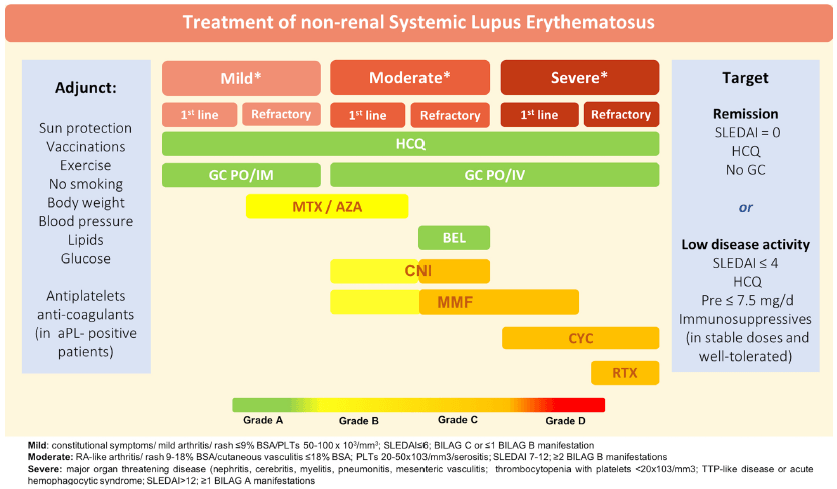 Treatment of non-renal Systemic Lupus Erythematosus
Adjunct:
Sun protection
Vaccinations
Exercise
No smoking
Body weight
Blood pressure
Lipids
Glucose
Antiplatelets
anti-coagulants
(in aPL- positive
patients)
Mild*
Moderate*
Severe*
1st line
Refractory
1st line
Refractory
1st line
Refractory
HCQ
GC PO/IM
GC PO/IV
MTX / AZA
BEL
CNI
MMF
CYC
RTX
Grade A
Grade B
Grade C
Grade D
Target
Remission
SLEDAI = 0
HCQ
No GC
or
Low disease activity
SLEDAI ≤ 4
HCQ
Pre ≤ 7.5 mg/d
Immunosuppressives
(in stable doses and
well-tolerated)
Mild: constitutional symptoms/ mild arthritis/ rash ≤9% BSA/PLTs 50-100 x 10³/mm³; SLEDAI≤6; BILAG C or ≤1 BILAG B manifestation
Moderate: RA-like arthritis/ rash 9-18% BSA/cutaneous vasculitis ≤18% BSA; PLTs 20-50x103/mm3/serositis; SLEDAI 7-12; ≥2 BILAG B manifestations
Severe: major organ threatening disease (nephritis, cerebritis, myelitis, pneumonitis, mesenteric vasculitis; thrombocytopenia with platelets <20x103/mm3; TTP-like disease or acute
hemophagocytic syndrome; SLEDAI>12; ≥1 BILAG A manifestations